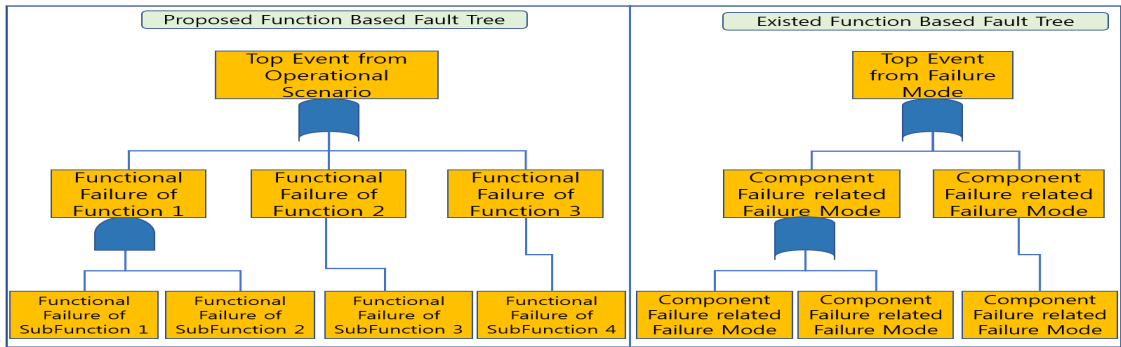 Proposed Function Based Fault Tree
Top Event from
Operational
Scenario
Functional
Failure of
Function 1
Functional
Failure of
Function 2
Functional
Failure of
Function 3
Functional
Failure of
SubFunction 1
Functional
Failure of
SubFunction 2
Functional
Failure of
SubFunction 3
Functional
Failure of
SubFunction 4
Existed Function Based Fault Tree
Top Event
from Failure
Mode
Component
Failure related
Failure Mode
Component
Failure related
Failure Mode
Component
Failure related
Failure Mode
Component
Failure related
Failure Mode
Component
Failure related
Failure Mode